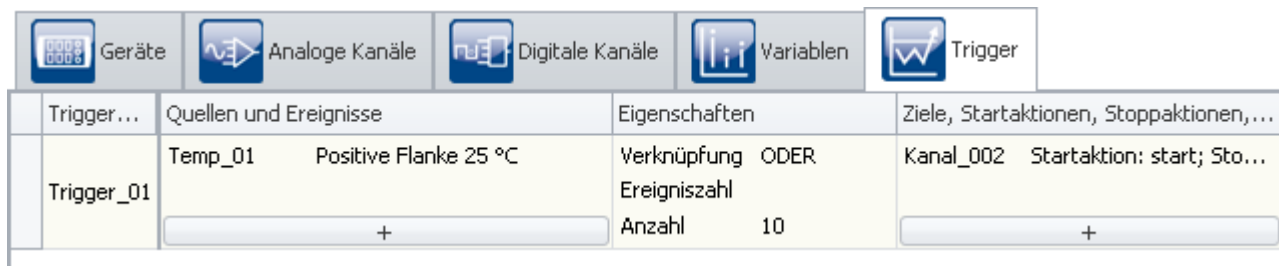 Geräte Analoge Kanäle Digitale Kanäle Variablen Trigger
Trigger... Quellen und Ereignisse Eigenschaften Ziele, Startaktionen, Stoppaktionen,...
Temp_01 Positive Flanke 25 °C Verknüpfung ODER Kanal_002 Startaktion: start; Sto...
Trigger_01 Ereigniszahl
+ Anzahl 10 +